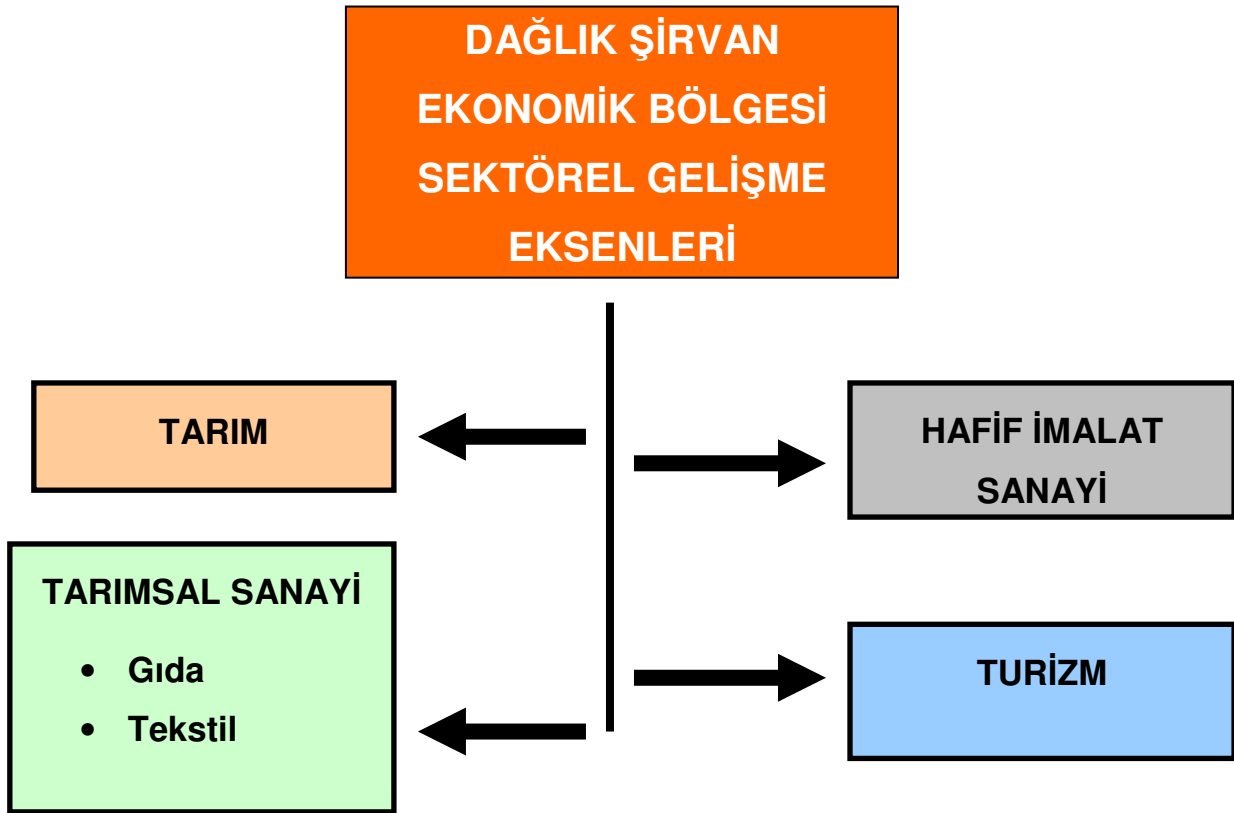 DAĞLIK ŞİRVAN
EKONOMİK BÖLGESİ
SEKTÖREL GELİŞME
EKSENLERİ
TARIM
HAFİF İMALAT
SANAYİ
TARIMSAL SANAYİ
• Gıda
• Tekstil
TURİZM